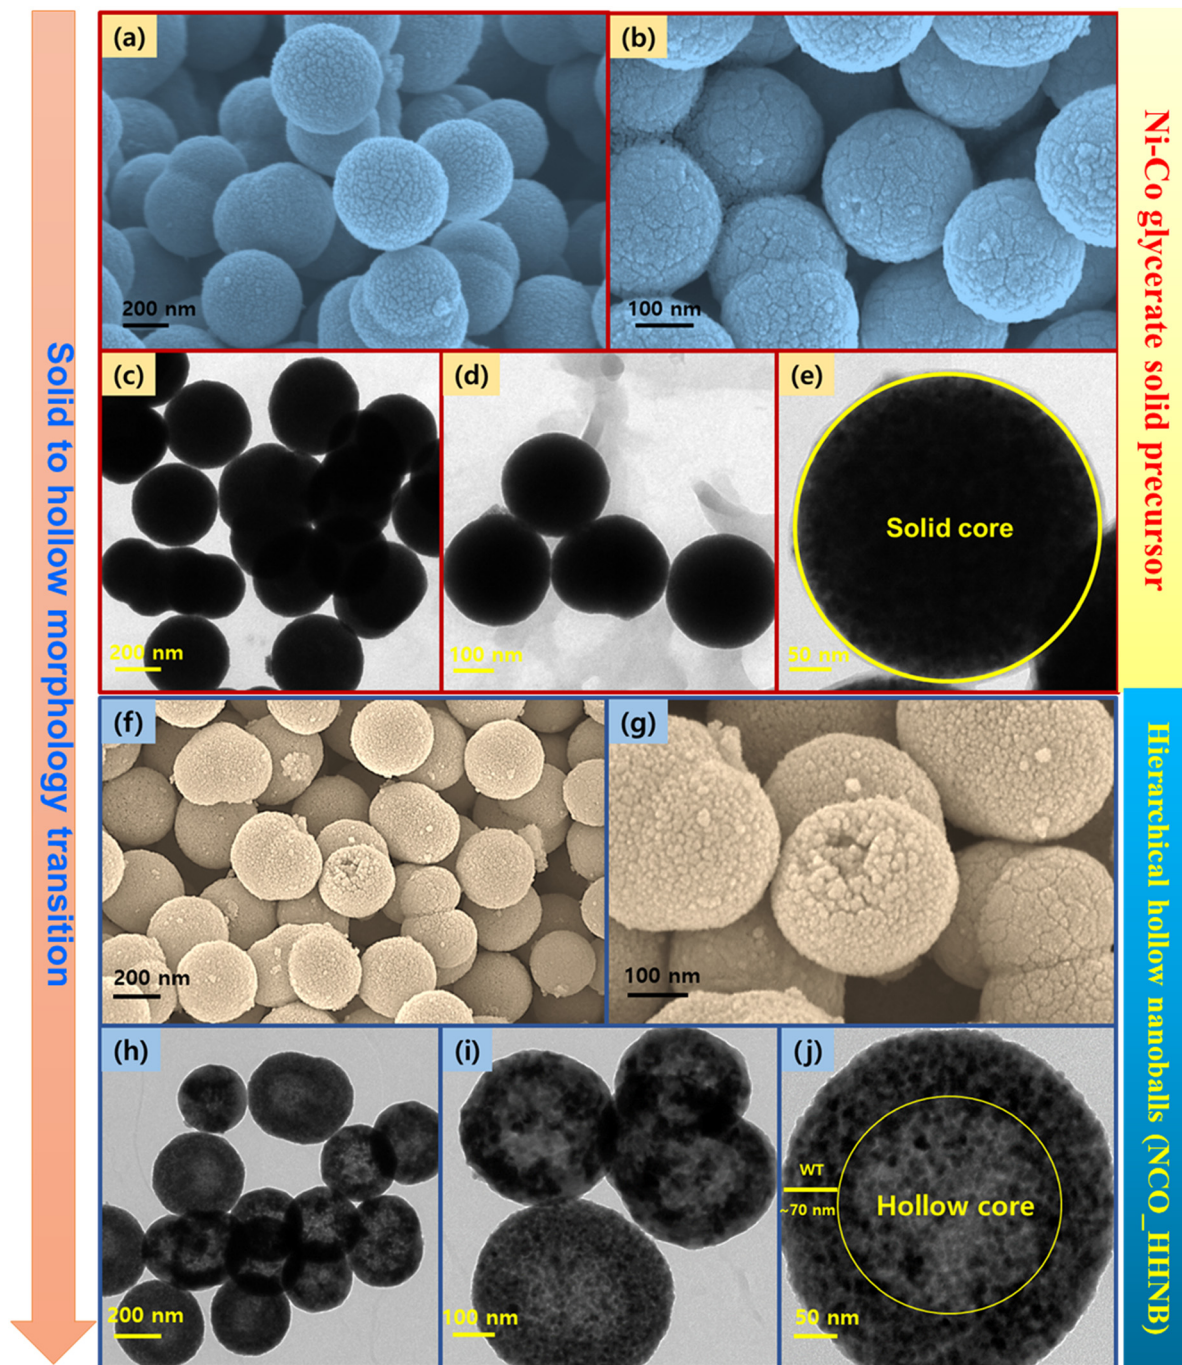 (a)
200 nm
(b)
100 nm
Ni-Co glycerate solid precursor
Solid to hollow morphology transition
(c)
200 nm
(d)
100 nm
(e)
Solid core
50 nm
(f)
200 nm
(g)
100 nm
Hierarchical hollow nanoballs (NCO_HHNB)
(h)
200 nm
(i)
100 nm
(j)
WT
~70 nm
Hollow core
50 nm